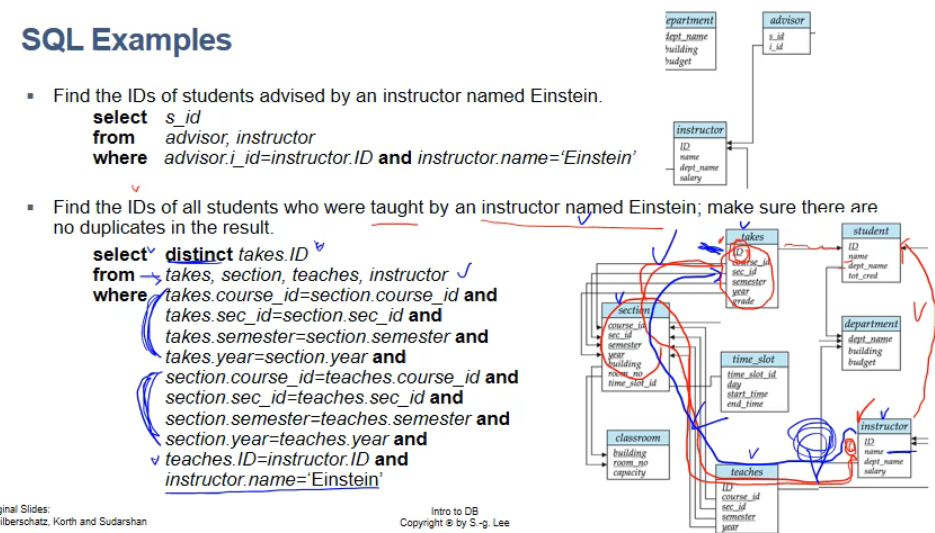 SQL Examples
Find the IDs of students advised by an instructor named Einstein.
select s_id
from advisor, instructor
where advisor.i_id=instructor.ID and instructor.name=‘Einstein’
Find the IDs of all students who were taught by an instructor named Einstein; make sure there are
no duplicates in the result.
select distinct takes.ID
from takes, section, teaches, instructor
where takes.course_id=section.course_id and
takes.sec_id=section.sec_id and
takes.semester=section.semester and
takes.year=section.year and
section.course_id=teaches.course_id and
section.sec_id=teaches.sec_id and
section.semester=teaches.semester and
section.year=teaches.year and
teaches.ID=instructor.ID and
instructor.name=‘Einstein’
epartment
dept_name
building
budget
advisor
s_id
i_id
instructor
ID
name
dept_name
salary
takes
ID
course_id
sec_id
semester
year
grade
student
ID
name
dept_name
tot_cred
section
course_id
sec_id
semester
year
building
room_no
time_slot_id
department
dept_name
building
budget
time_slot
time_slot_id
day
start_time
end_time
classroom
building
room_no
capacity
instructor
ID
name
dept_name
salary
teaches
ID
course_id
sec_id
semester
year
ginal Slides:
ilberschatz, Korth and Sudarshan
Intro to DB
Copyright © by S.-g. Lee